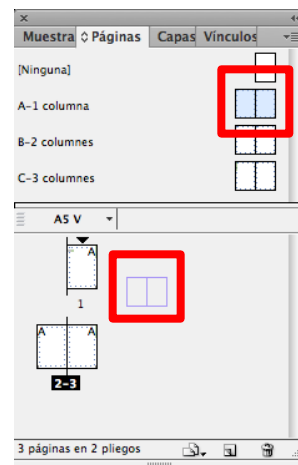 Muestra Páginas Capas Vínculos
[Ninguna]
A-1 columna
B-2 columnes
C-3 columnes
A5 V
A
1
A A
2-3
3 páginas en 2 pliegos